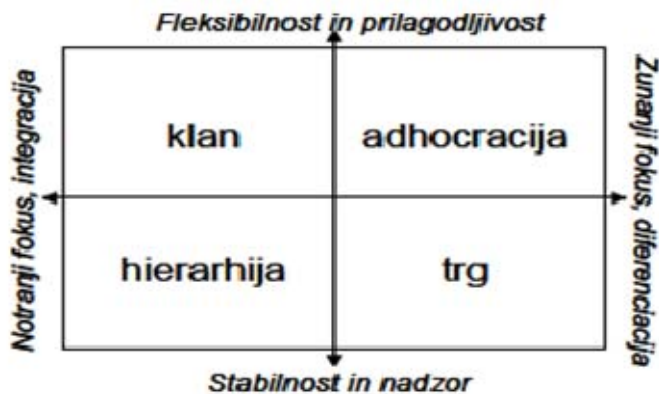 Fleksibilnost in prilagodljivost
Notranji fokus, integracija
klan
adhocracija
Zunanji fokus, diferenciacija
hierarhija
trg
Stabilnost in nadzor